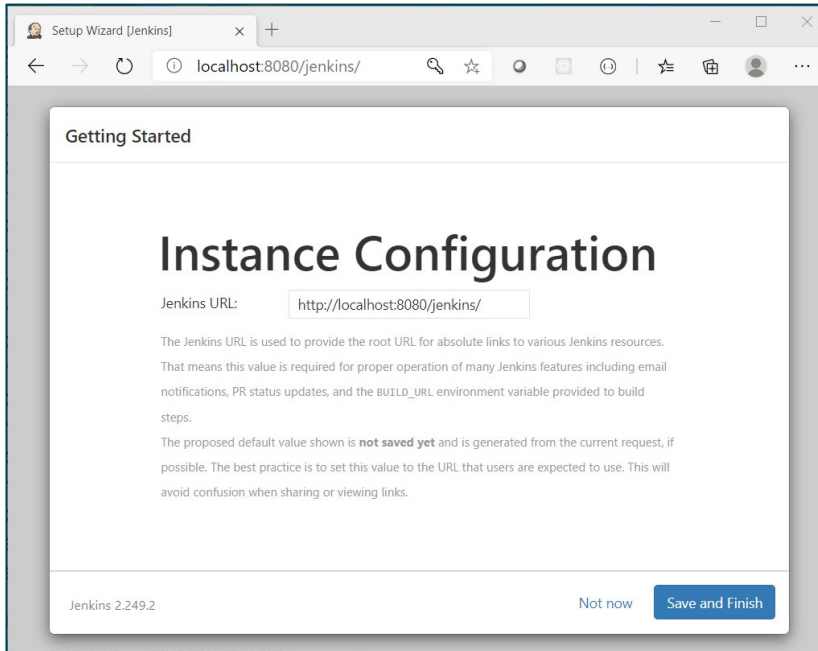 Setup Wizard [Jenkins]
localhost:8080/jenkins/
Getting Started
Instance Configuration
Jenkins URL: http://localhost:8080/jenkins/
The Jenkins URL is used to provide the root URL for absolute links to various Jenkins resources.
That means this value is required for proper operation of many Jenkins features including email
notifications, PR status updates, and the BUILD_URL environment variable provided to build
steps.
The proposed default value shown is not saved yet and is generated from the current request, if
possible. The best practice is to set this value to the URL that users are expected to use. This will
avoid confusion when sharing or viewing links.
Jenkins 2.249.2 Not now Save and Finish